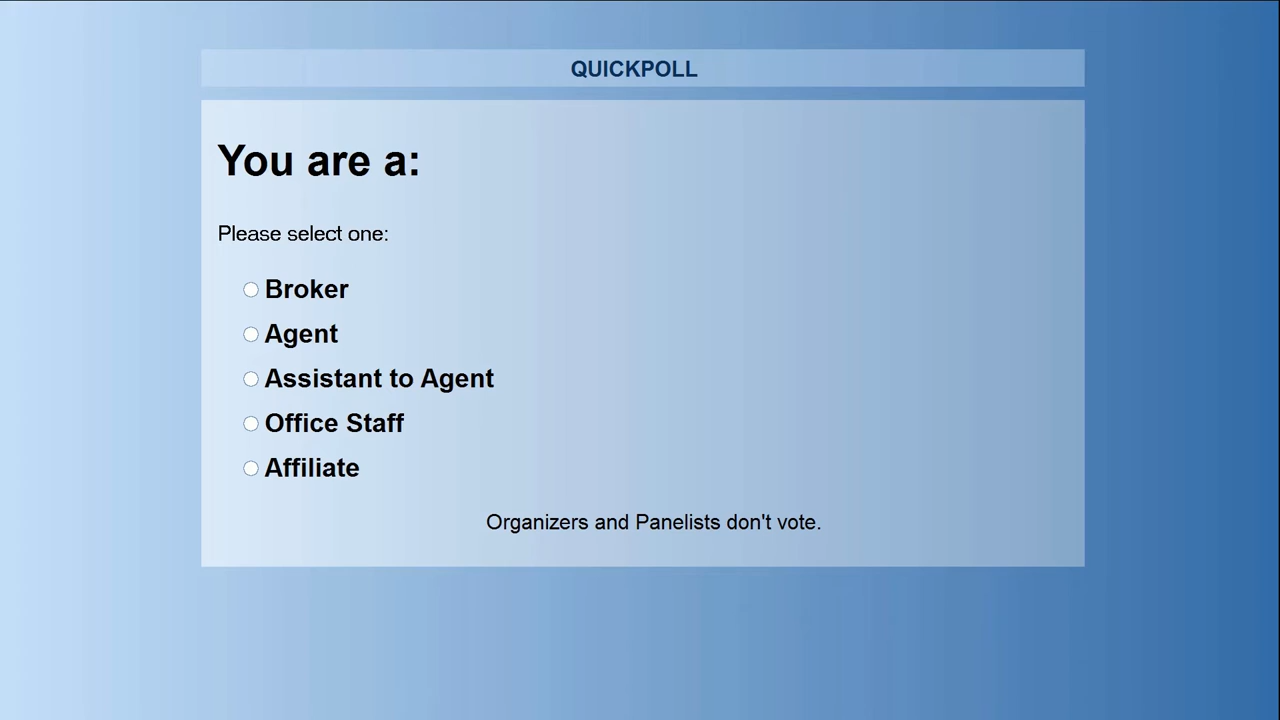 QUICKPOLL
You are a:
Please select one:
Broker
Agent
Assistant to Agent
Office Staff
Affiliate
Organizers and Panelists don't vote.